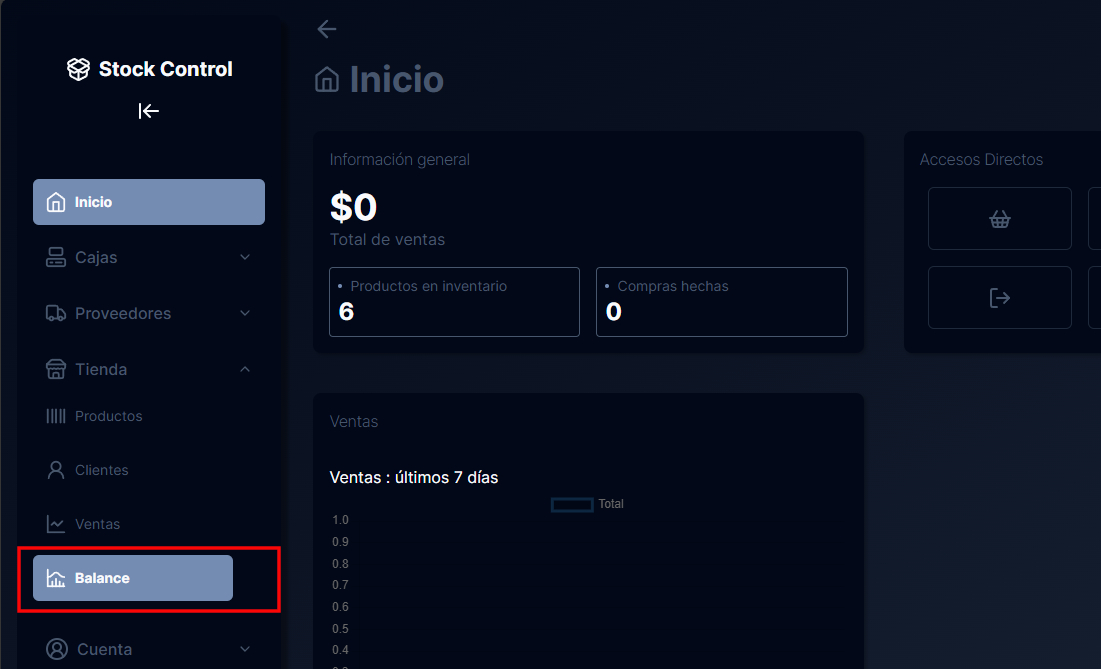 Stock Control
Inicio
Cajas
Proveedores
Tienda
Productos
Clientes
Ventas
Balance
Cuenta
Inicio
Información general
$0
Total de ventas
• Productos en inventario
6
• Compras hechas
0
Accesos Directos
Ventas
Ventas : últimos 7 días
Total
1.0
0.9
0.8
0.7
0.6
0.5
0.4